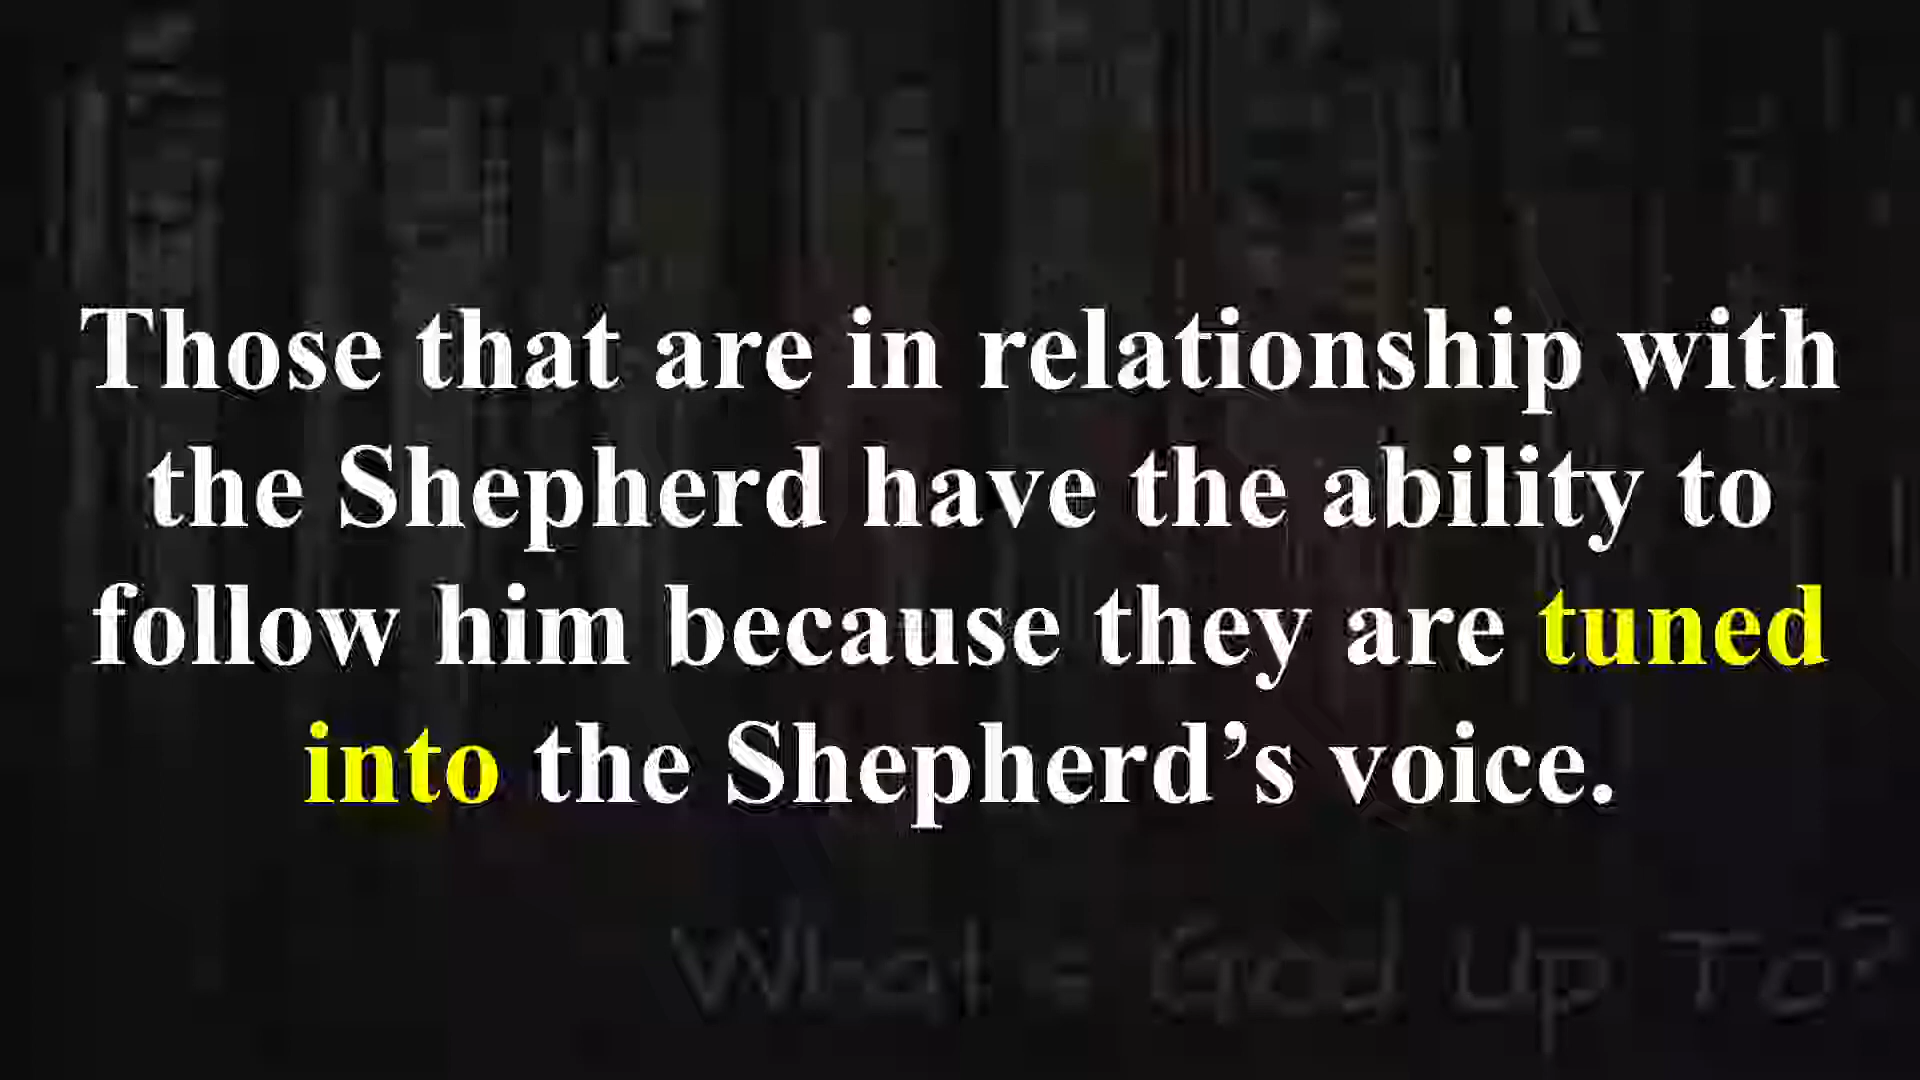 Those that are in relationship with
the Shepherd have the ability to
follow him because they are tuned
into the Shepherd’s voice.
What God Up To?